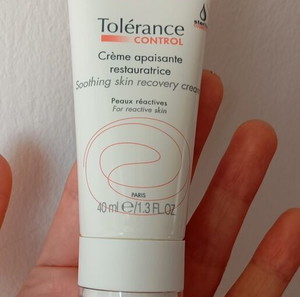 Tolérance
CONTROL
Crème apaisante
restauratrice
Soothing skin recovery cream
Peaux réactives
For reactive skin
PARIS
40 ml e/1.3 FL.OZ.